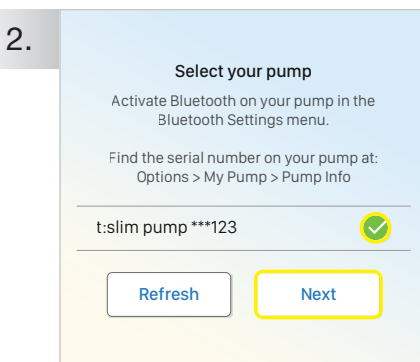 2.
Select your pump
Activate Bluetooth on your pump in the
Bluetooth Settings menu.
Find the serial number on your pump at:
Options > My Pump > Pump Info
t:slim pump ***123
Refresh
Next